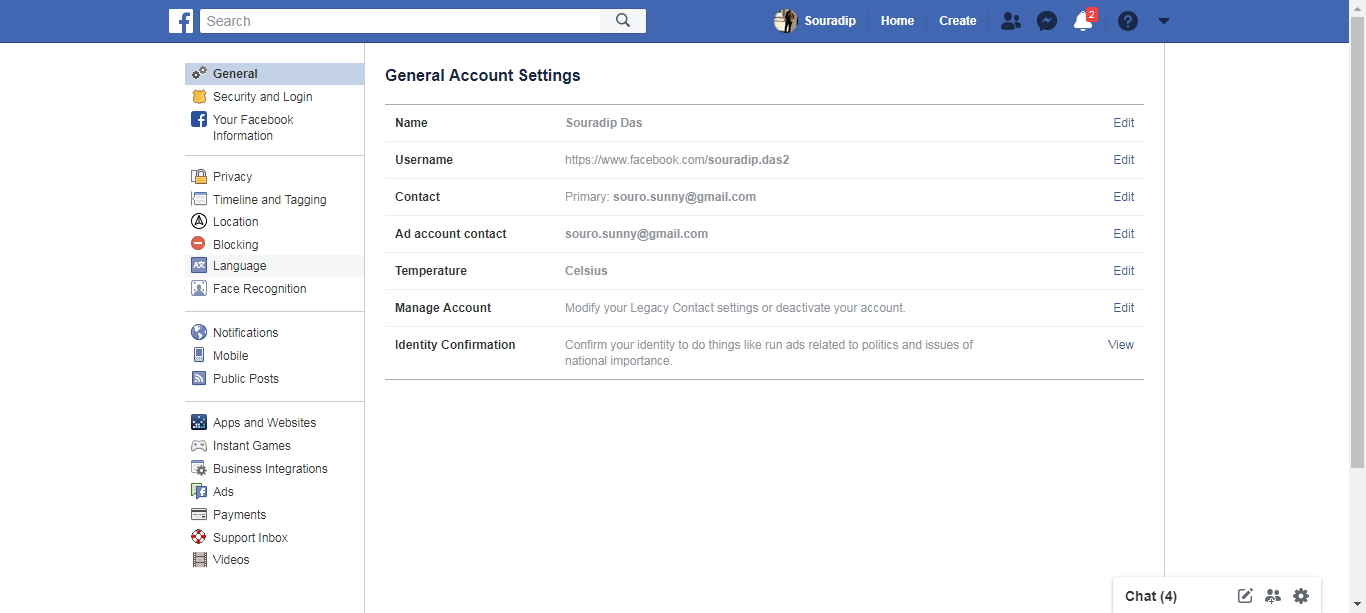 Search
Souradip
Home
Create
2
General
Security and Login
Your Facebook
Information
Privacy
Timeline and Tagging
Location
Blocking
Language
Face Recognition
Notifications
Mobile
Public Posts
Apps and Websites
Instant Games
Business Integrations
Ads
Payments
Support Inbox
Videos
General Account Settings
Name Souradip Das Edit
Username https://www.facebook.com/souradip.das2 Edit
Contact Primary: souro.sunny@gmail.com Edit
Ad account contact souro.sunny@gmail.com Edit
Temperature Celsius Edit
Manage Account Modify your Legacy Contact settings or deactivate your account. Edit
Identity Confirmation Confirm your identity to do things like run ads related to politics and issues of View
national importance.
Chat (4)